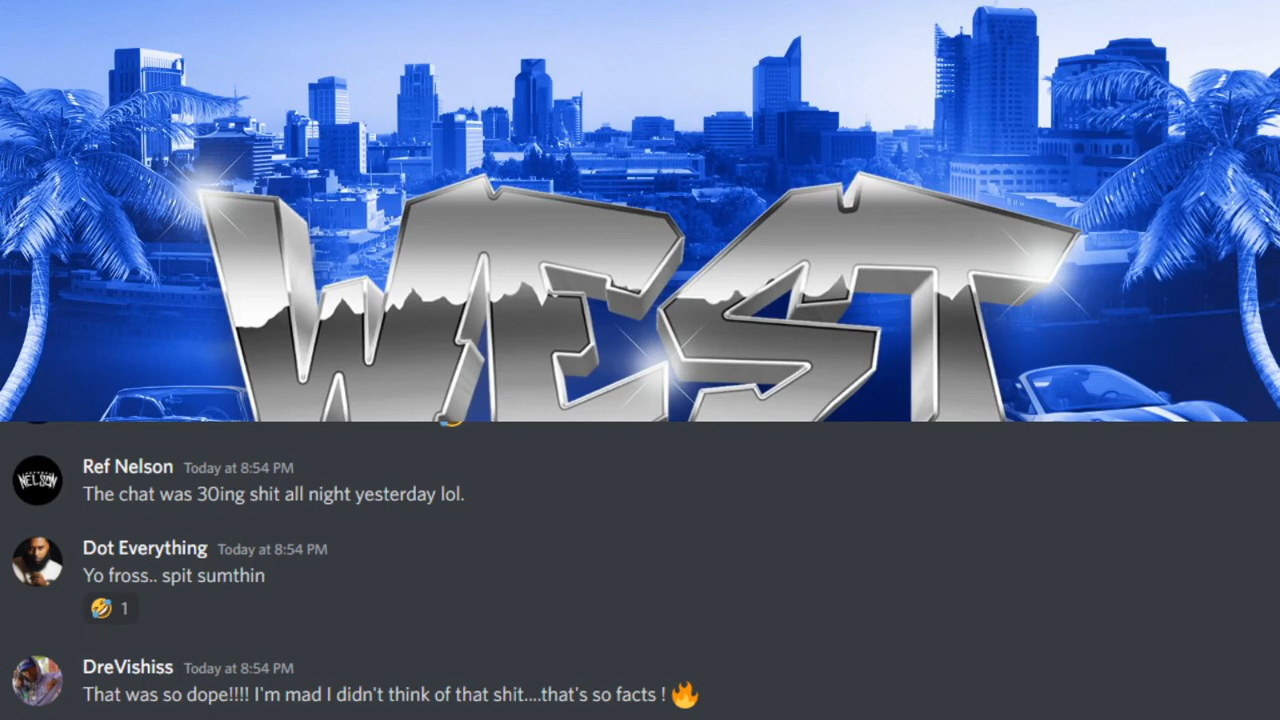 WEST
Ref Nelson Today at 8:54 PM
The chat was 30ing shit all night yesterday lol.
NELSON
Dot Everything Today at 8:54 PM
Yo fross.. spit sumthin
🤣 1
DreVishiss Today at 8:54 PM
That was so dope!!!! I'm mad I didn't think of that shit....that's so facts ! 🔥